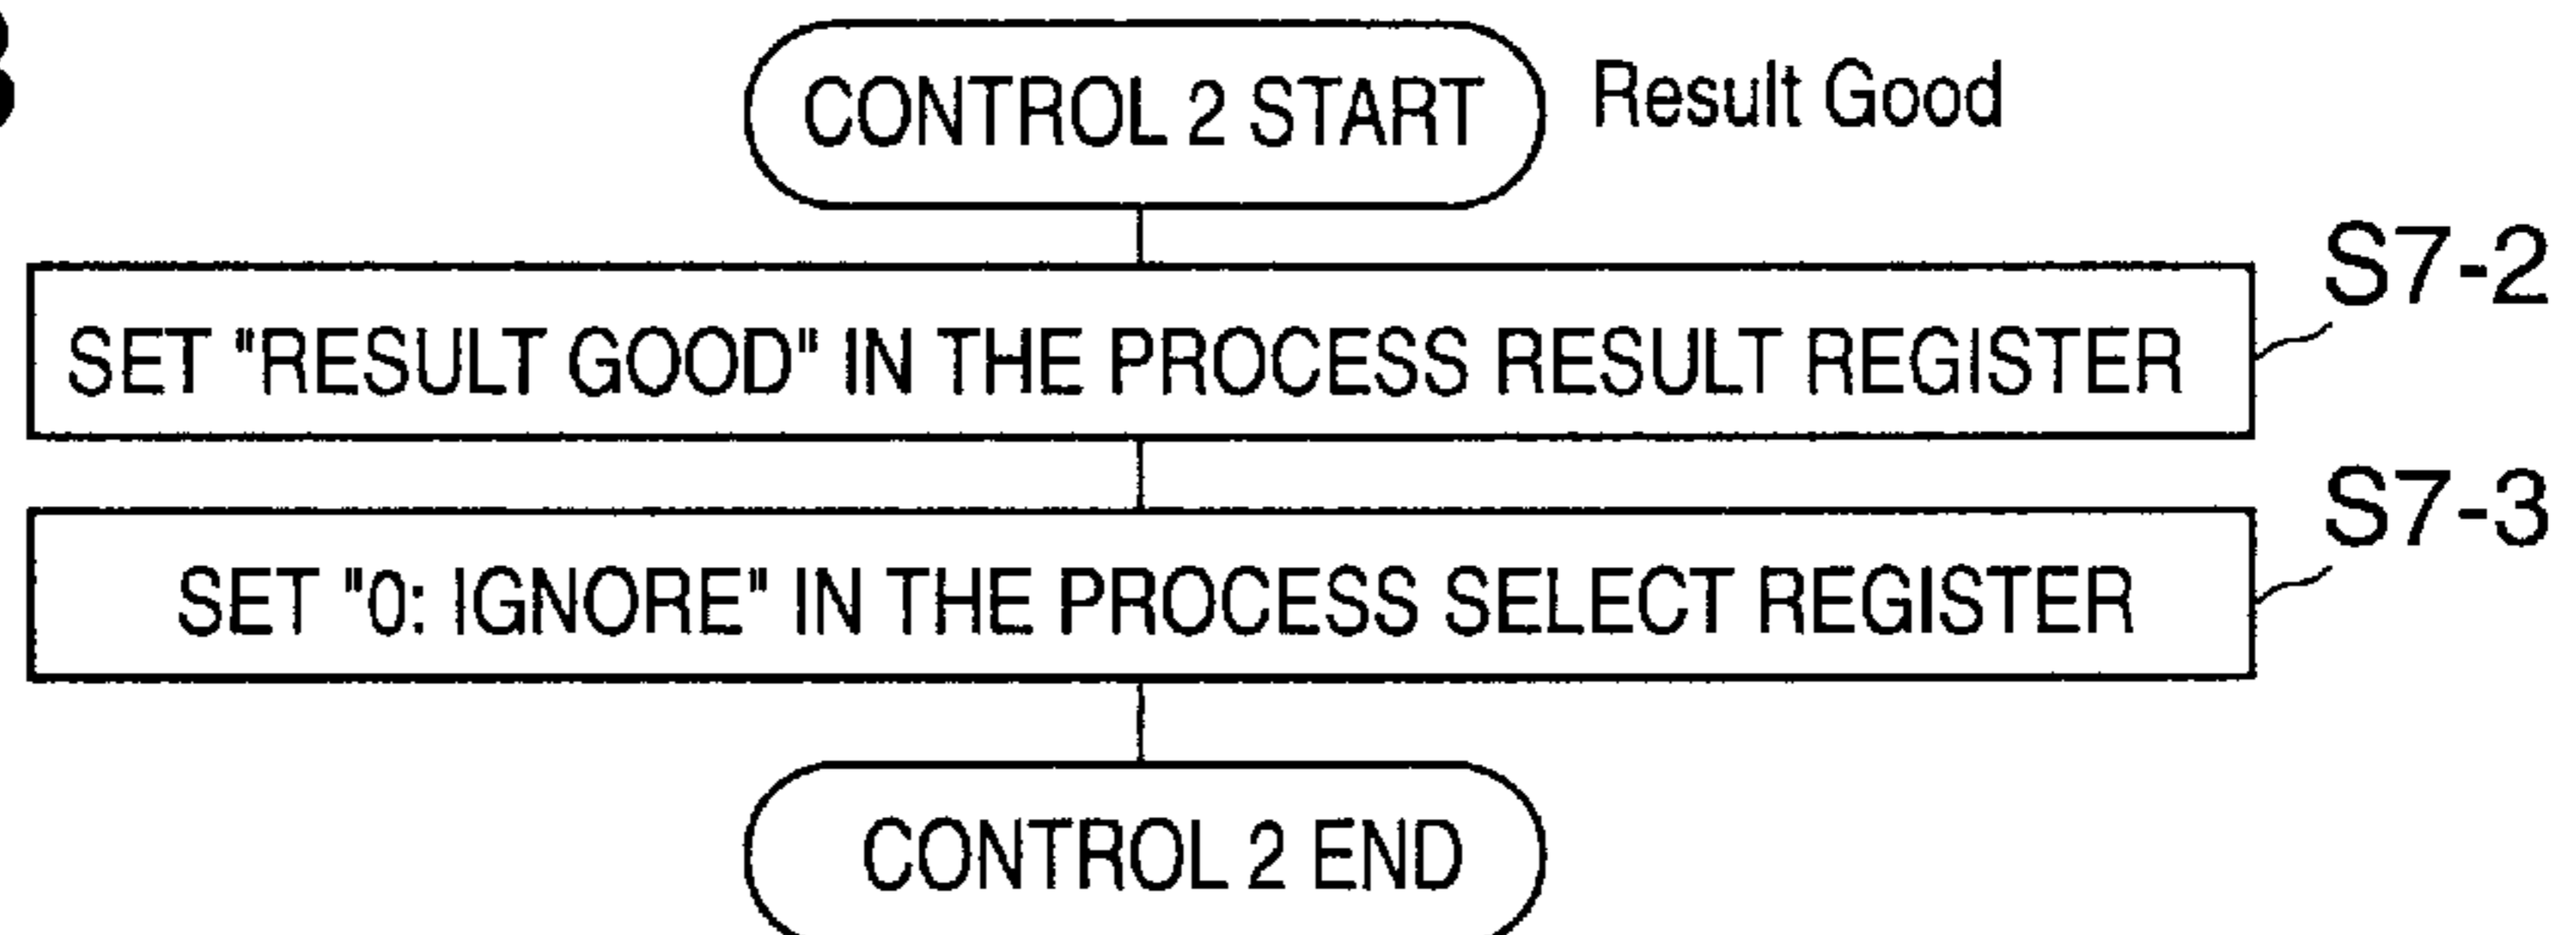 CONTROL 2 START Result Good
S7-2
SET "RESULT GOOD" IN THE PROCESS RESULT REGISTER
S7-3
SET "0: IGNORE" IN THE PROCESS SELECT REGISTER
CONTROL 2 END